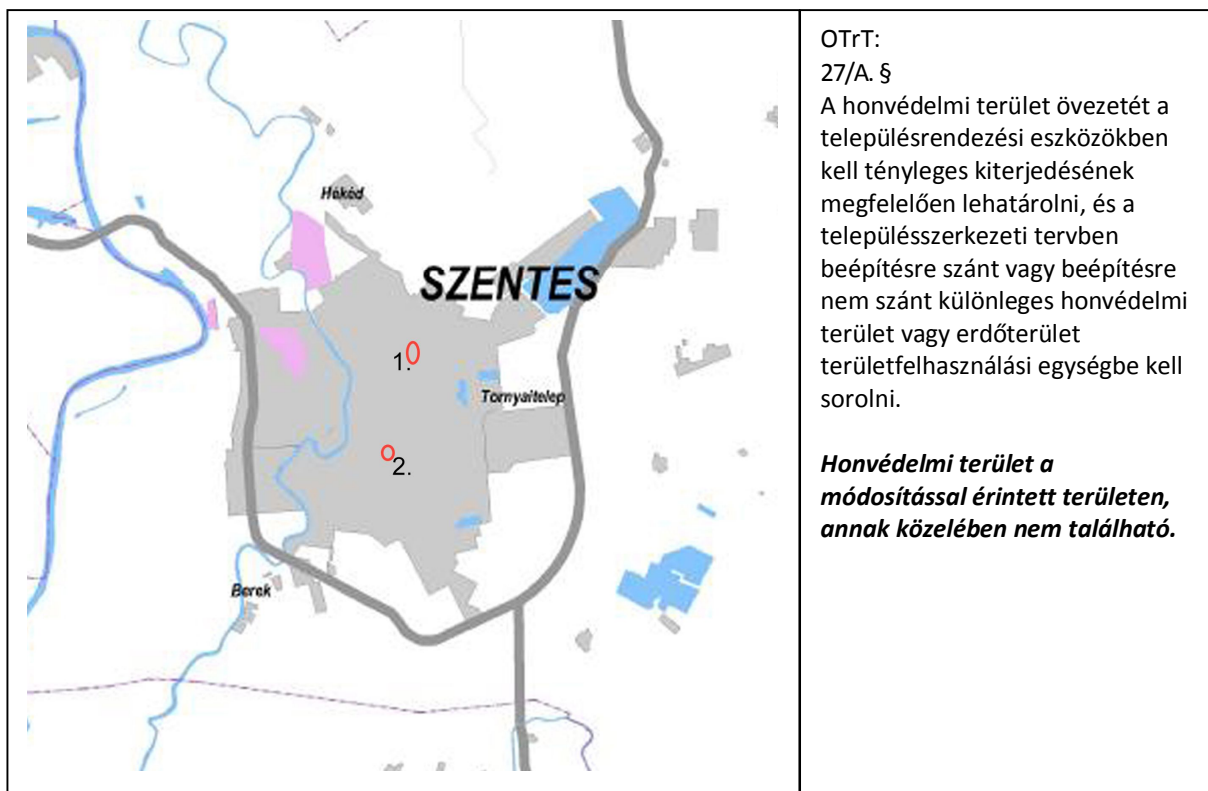 Hékéd
SZENTES
1.
Tornyaitelep
2.
Berek
OTrT:
27/A. §
A honvédelmi terület övezetét a
településrendezési eszközökben
kell tényleges kiterjedésének
megfelelően lehatárolni, és a
településszerkezeti tervben
beépítésre szánt vagy beépítésre
nem szánt különleges honvédelmi
terület vagy erdőterület
területfelhasználási egységbe kell
sorolni.
Honvédelmi terület a
módosítással érintett területen,
annak közelében nem található.